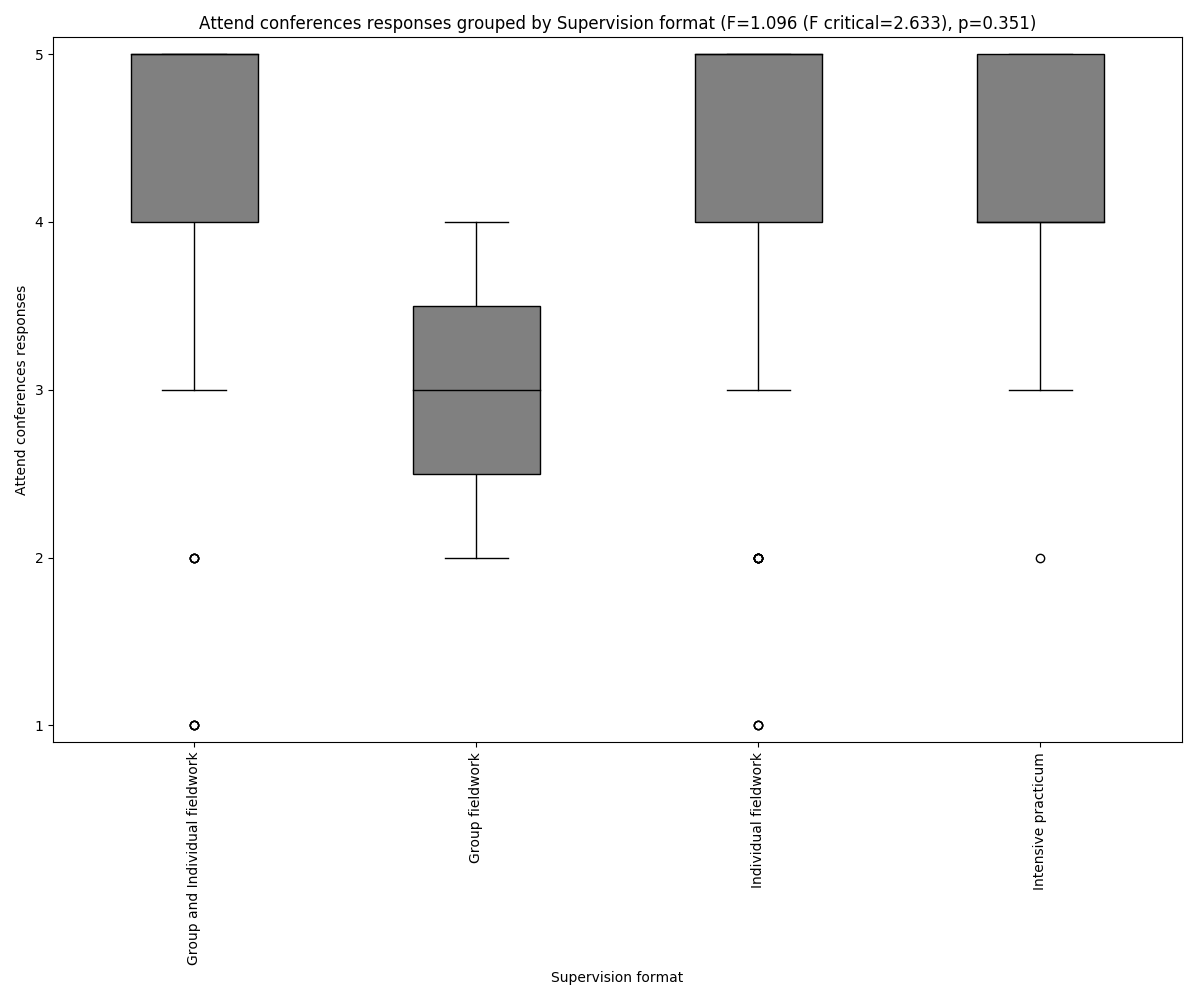 Attend conferences responses grouped by Supervision format (F=1.096 (F critical=2.633), p=0.351)
Attend conferences responses
5
4
3
2
1
Group and Individual fieldwork
Group fieldwork
Individual fieldwork
Intensive practicum
Supervision format